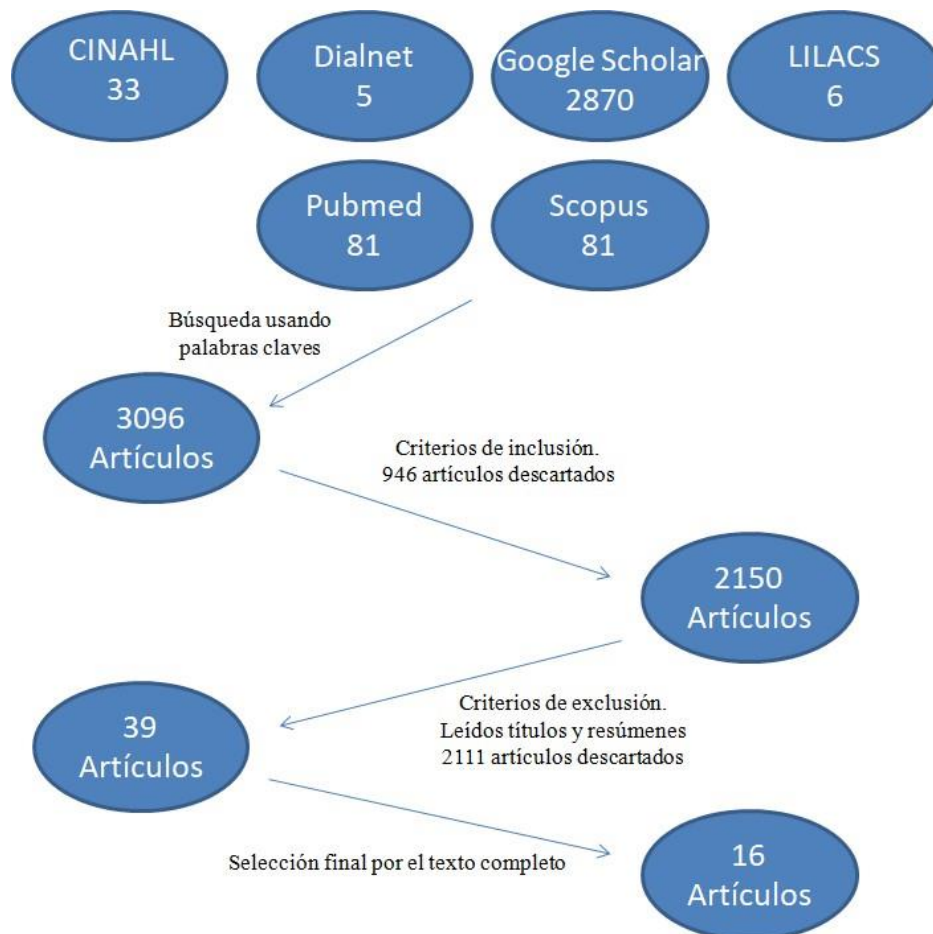 CINAHL
33
Dialnet
5
Google Scholar
2870
LILACS
6
Pubmed
81
Scopus
81
Búsqueda usando
palabras claves
3096
Artículos
Criterios de inclusión.
946 artículos descartados
2150
Artículos
Criterios de exclusión.
Leídos títulos y resúmenes
2111 artículos descartados
39
Artículos
Selección final por el texto completo
16
Artículos